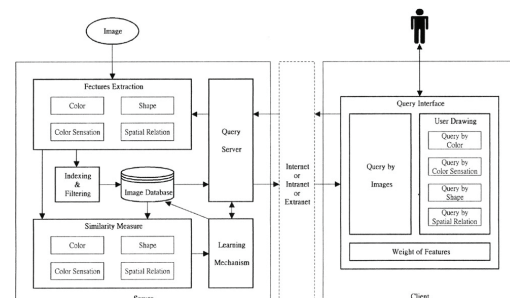 Image
Fectures Extraction
Color
Shape
Color Sensation
Spatial Relation
Indexing
&
Filtering
Image Database
Query
Server
Similarity Measure
Color
Shape
Color Sensation
Spatial Relation
Learning
Mechanism
Server
Internet
or
Intranet
or
Extranet
Query Interface
Query by
Images
User Drawing
Query by
Color
Query by
Color Sensation
Query by
Shape
Query by
Spatial Relation
Weight of Features
Client